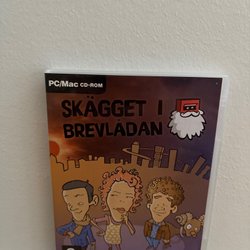 PC/Mac CD-ROM
SKÄGGET I
BREVLÅDAN